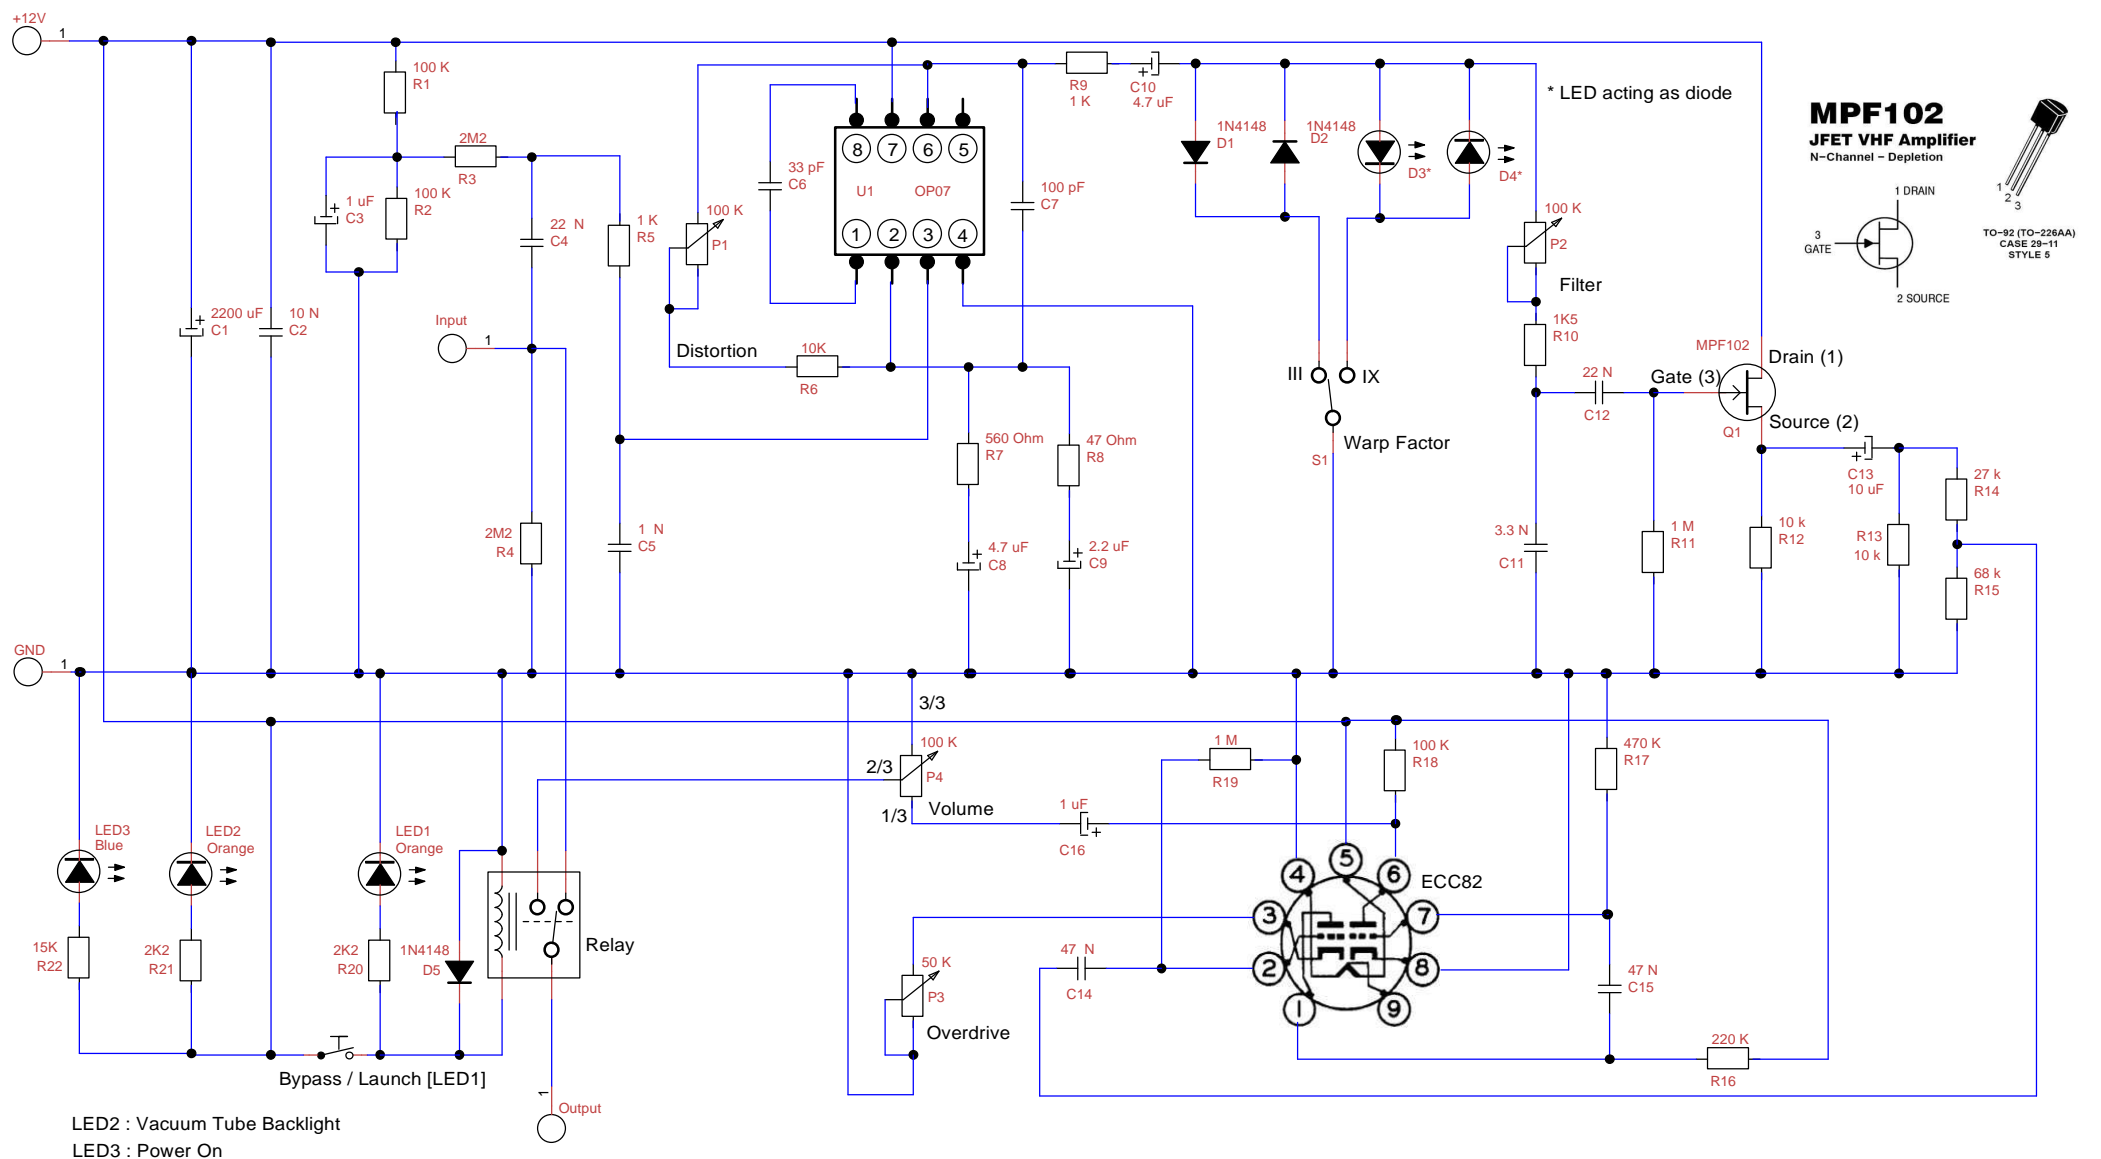 +12V
1
100 K
R1
2M2
R3
1 uF
C3
100 K
R2
22 N
C4
1 K
R5
2200 uF
C1
10 N
C2
Input
1
33 pF
C6
100 K
P1
Distortion
10K
R6
8 7 6 5
U1 OP07
1 2 3 4
100 pF
C7
R9
1 K
C10
4.7 uF
1N4148
D1
1N4148
D2
D3*
D4*
* LED acting as diode
100 K
P2
Filter
1K5
R10
III
IX
Warp Factor
S1
22 N
C12
MPF102
Drain (1)
Gate (3)
Source (2)
Q1
MPF102
JFET VHF Amplifier
N–Channel – Depletion
1 DRAIN
3
GATE
2 SOURCE
1
2
3
TO–92 (TO–226AA)
CASE 29–11
STYLE 5
560 Ohm
R7
47 Ohm
R8
4.7 uF
C8
2.2 uF
C9
2M2
R4
1 N
C5
3.3 N
C11
1 M
R11
10 k
R12
C13
10 uF
R13
10 k
27 k
R14
68 k
R15
GND
1
3/3
100 K
P4
2/3
1/3
Volume
1 uF
C16
1 M
R19
100 K
R18
470 K
R17
LED3
Blue
LED2
Orange
LED1
Orange
15K
R22
2K2
R21
2K2
R20
1N4148
D5
Relay
50 K
P3
Overdrive
47 N
C14
ECC82
4 5 6
3 7
2 8
1 9
47 N
C15
220 K
R16
Bypass / Launch [LED1]
1
Output
LED2 : Vacuum Tube Backlight
LED3 : Power On